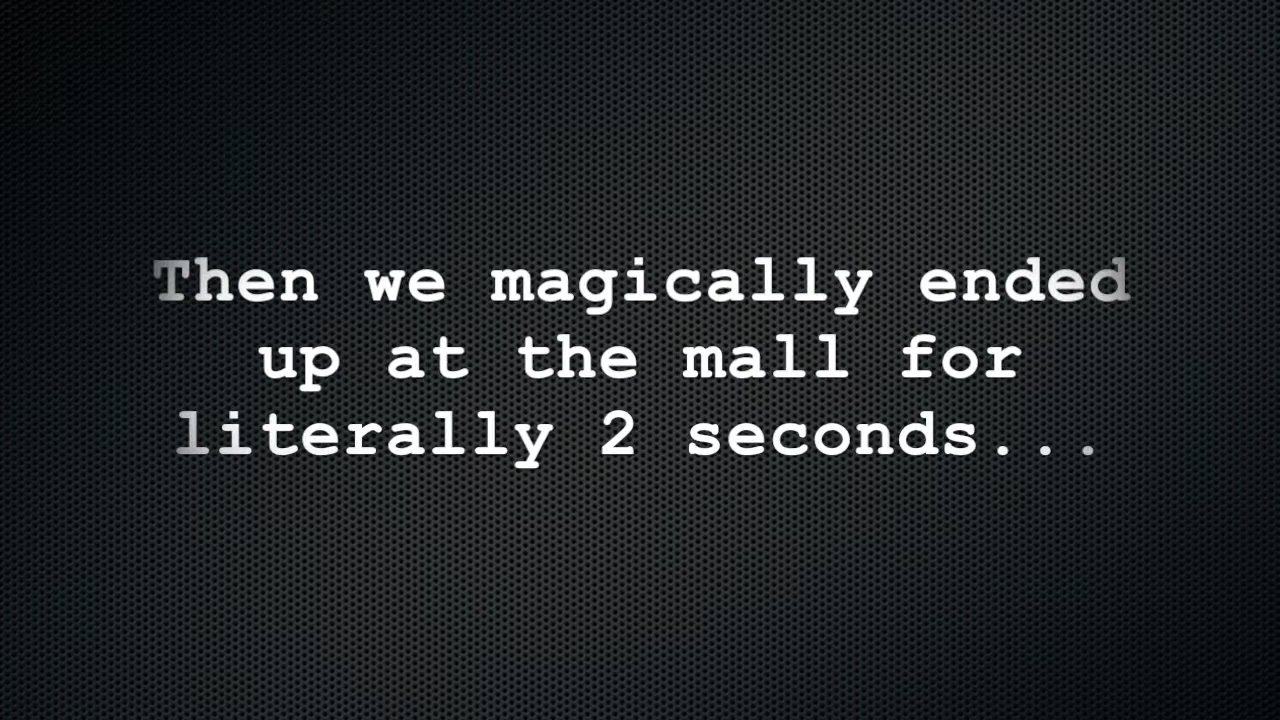 Then we magically ended
up at the mall for
literally 2 seconds...